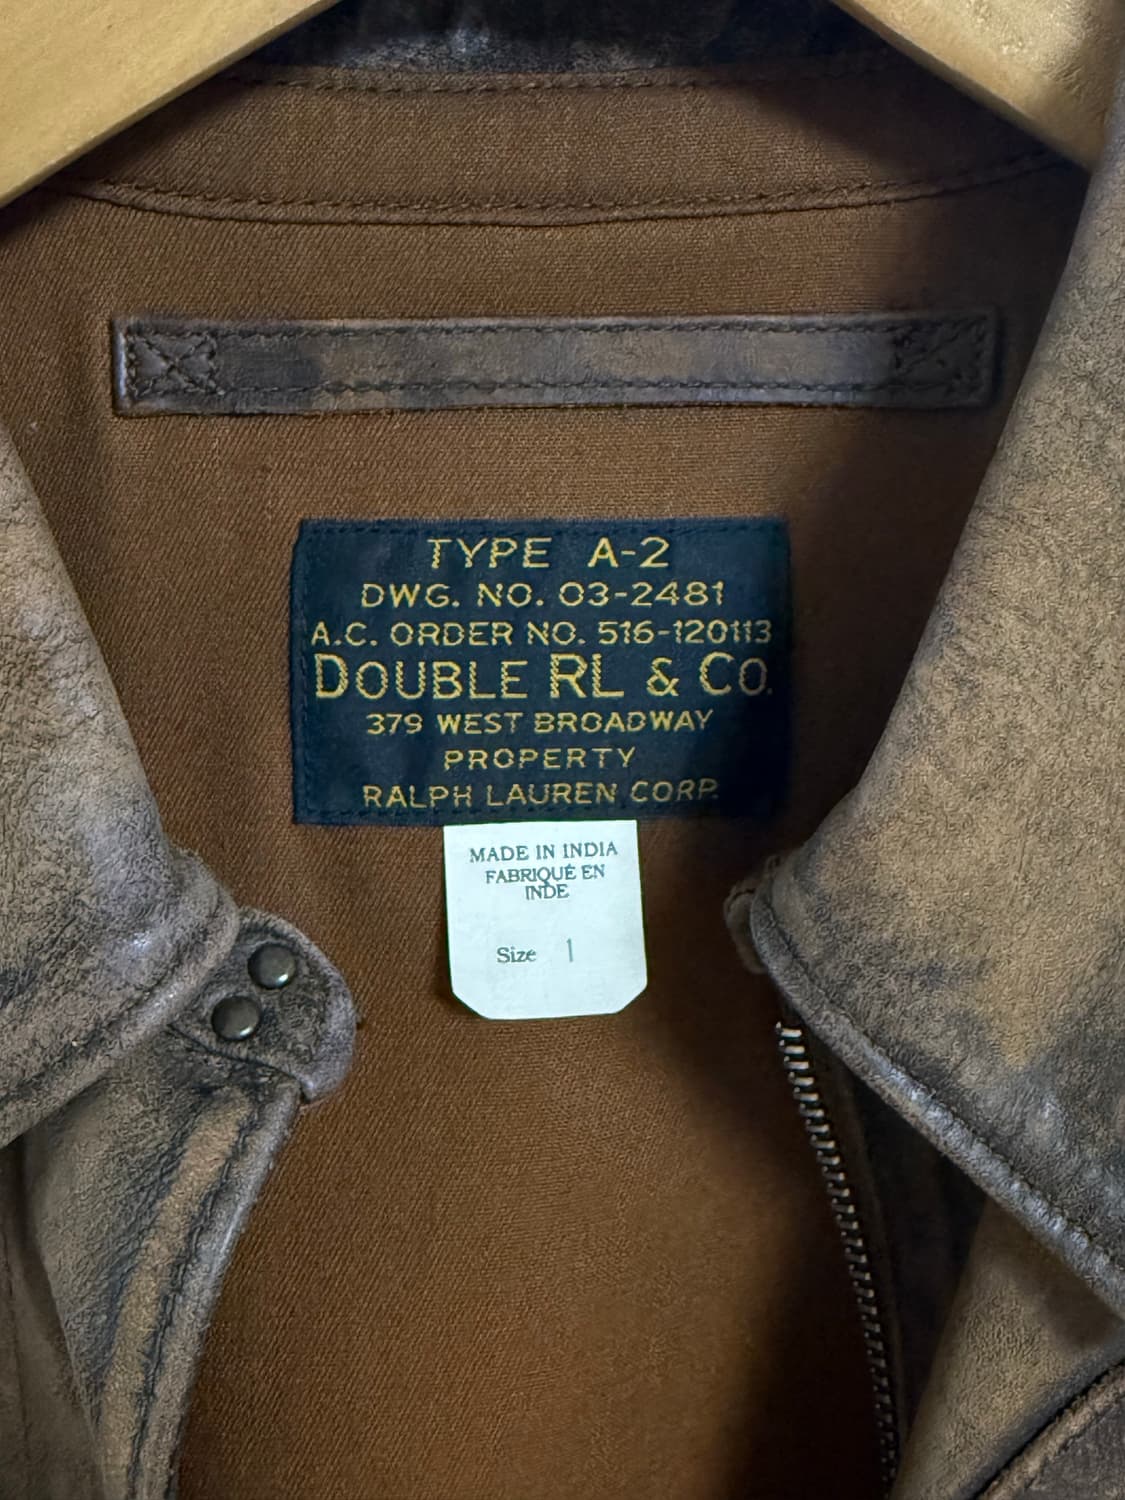 TYPE A-2
DWG. NO. 03-2481
A.C. ORDER NO. 516-120113
DOUBLE RL & CO.
379 WEST BROADWAY
PROPERTY
RALPH LAUREN CORP.
MADE IN INDIA
FABRIQUÉ EN
INDE
Size 1